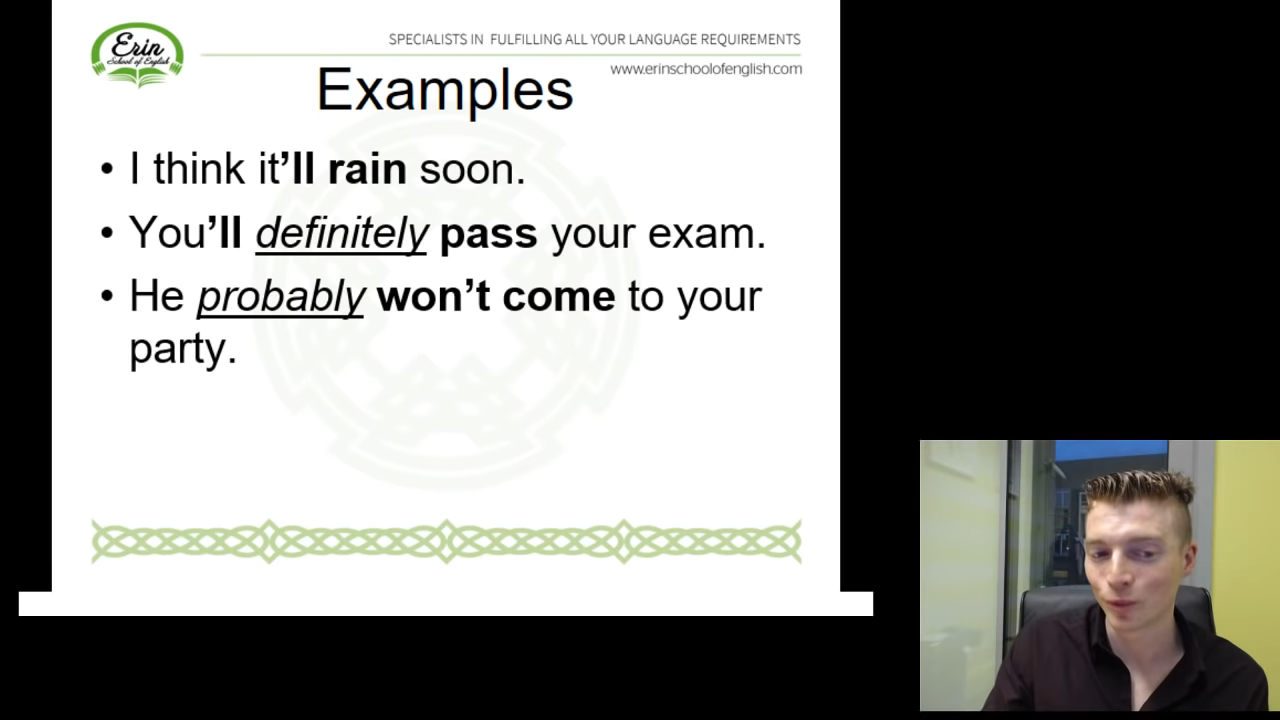 Erin
School of English
SPECIALISTS IN FULFILLING ALL YOUR LANGUAGE REQUIREMENTS
www.erinschoolofenglish.com
Examples
• I think it’ll rain soon.
• You’ll definitely pass your exam.
• He probably won’t come to your
party.